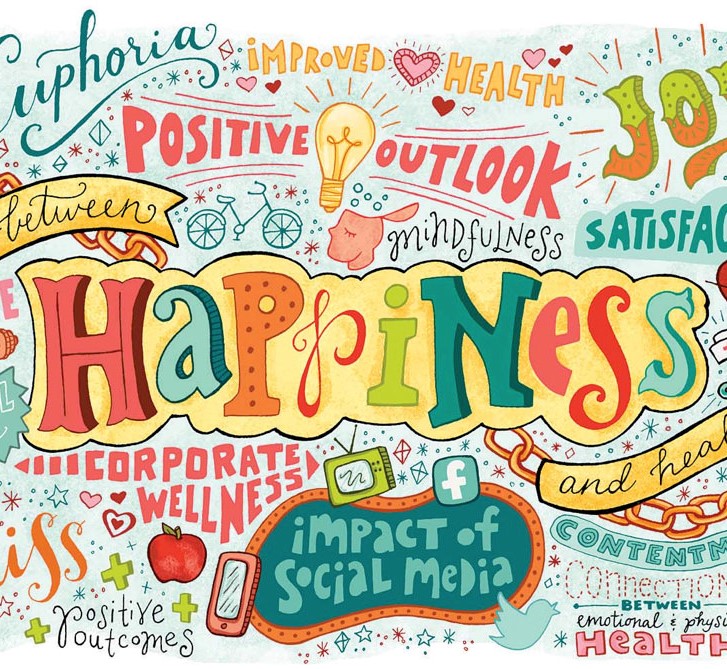 Euphoria
IMPROVED HEALTH
JOY
POSITIVE OUTLOOK
between
mindfulness
SATISFAC
HaPPiNess
CORPORATE
WELLNESS
and heal
iss
impact of
social media
f
positive
outcomes
CONTENTM
connection
BETWEEN
emotional & physi
HEALTH